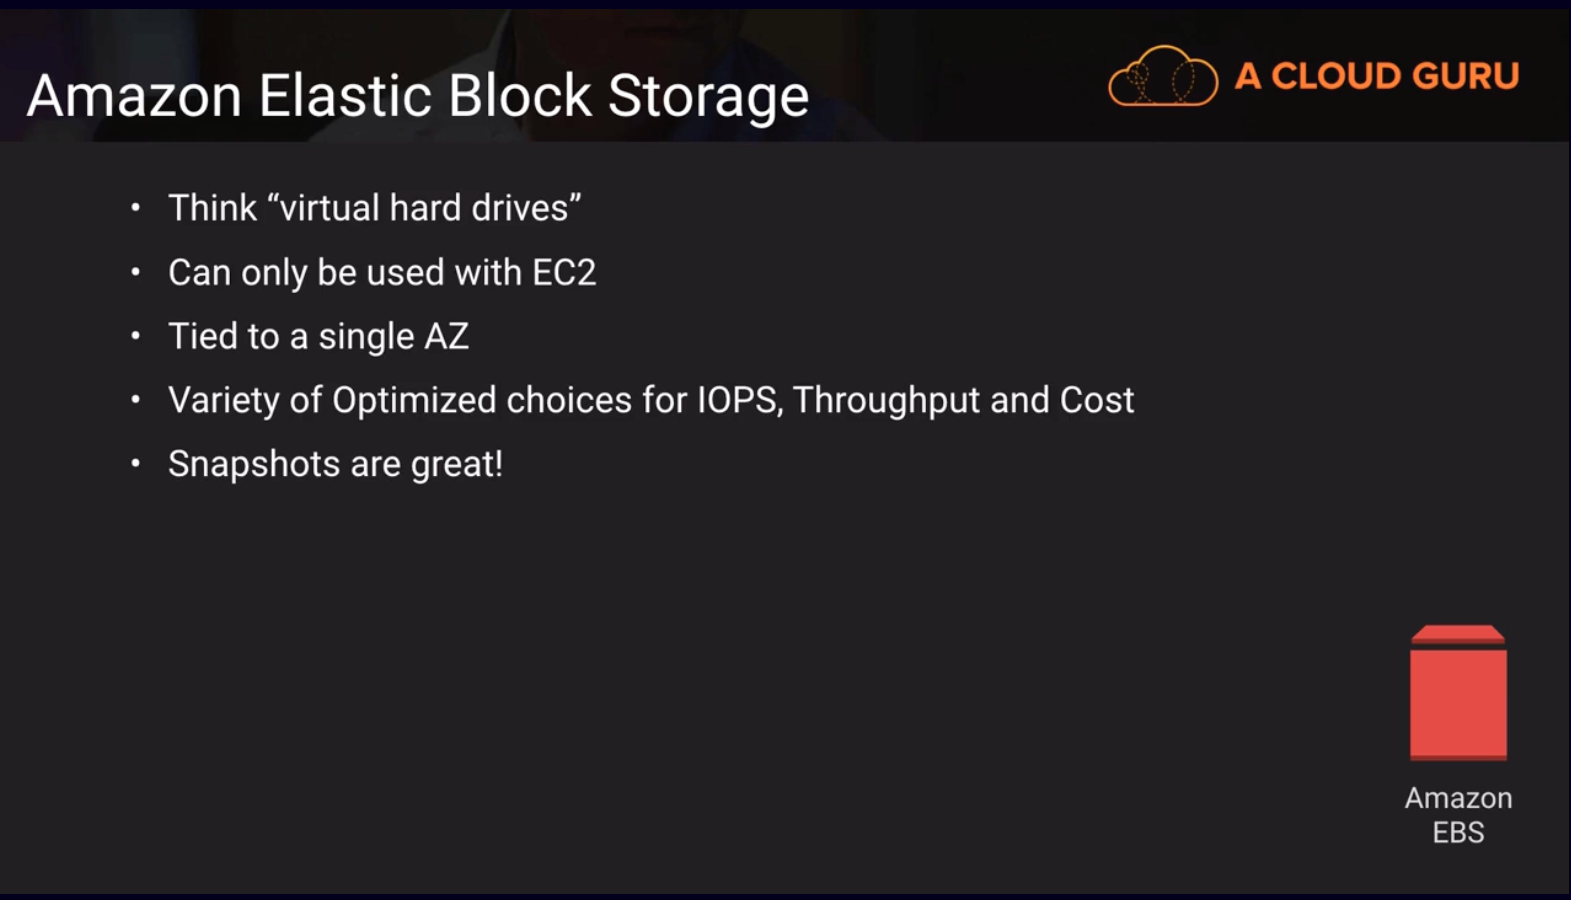 Amazon Elastic Block Storage
A CLOUD GURU
• Think “virtual hard drives”
• Can only be used with EC2
• Tied to a single AZ
• Variety of Optimized choices for IOPS, Throughput and Cost
• Snapshots are great!
Amazon
EBS